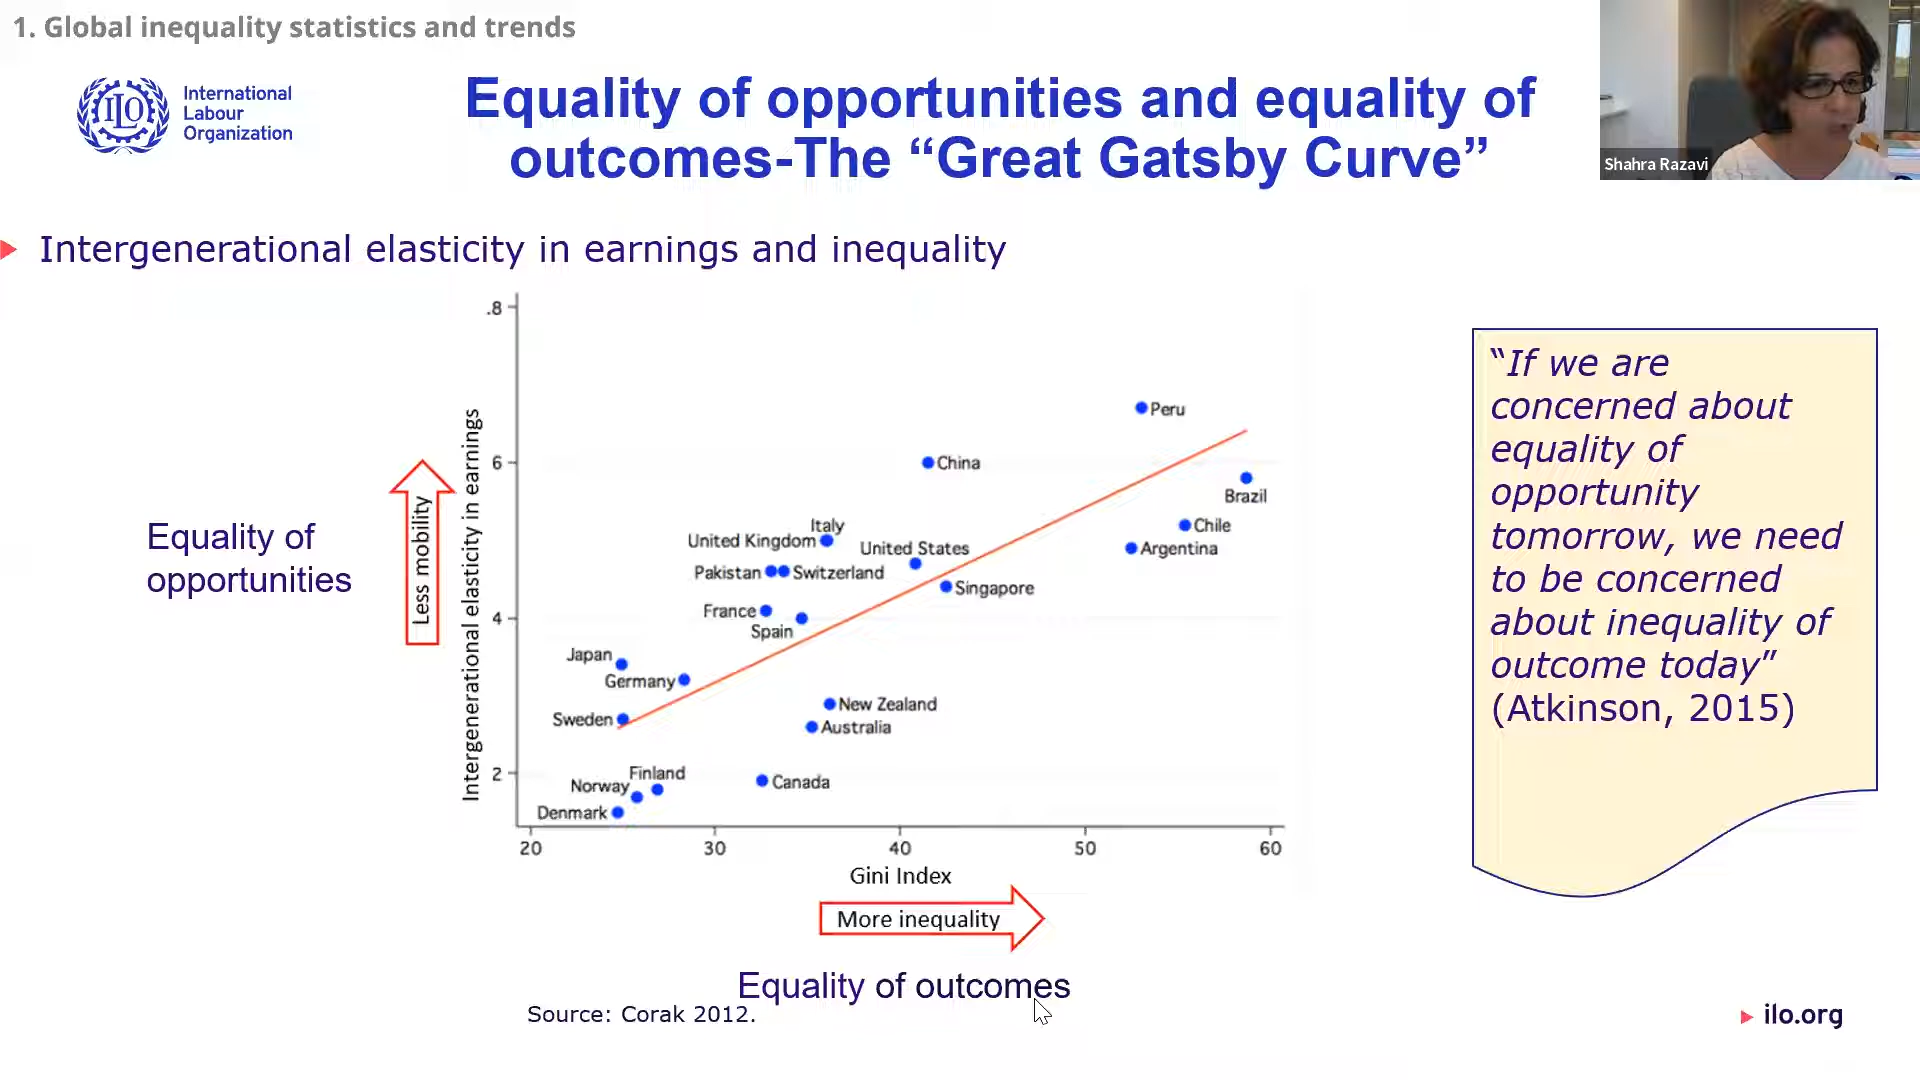 1. Global inequality statistics and trends
International
Labour
Organization
ILO
Equality of opportunities and equality of
outcomes-The “Great Gatsby Curve”
Shahra Razavi
Intergenerational elasticity in earnings and inequality
Equality of
opportunities
Less mobility
Intergenerational elasticity in earnings
.8
6
4
2
Peru
China
Brazil
Italy
Chile
United Kingdom
United States
Argentina
Pakistan
Switzerland
Singapore
France
Spain
Japan
Germany
New Zealand
Sweden
Australia
Finland
Norway
Canada
Denmark
20 30 40 50 60
Gini Index
More inequality
Equality of outcomes
Source: Corak 2012.
“If we are
concerned about
equality of
opportunity
tomorrow, we need
to be concerned
about inequality of
outcome today”
(Atkinson, 2015)
ilo.org